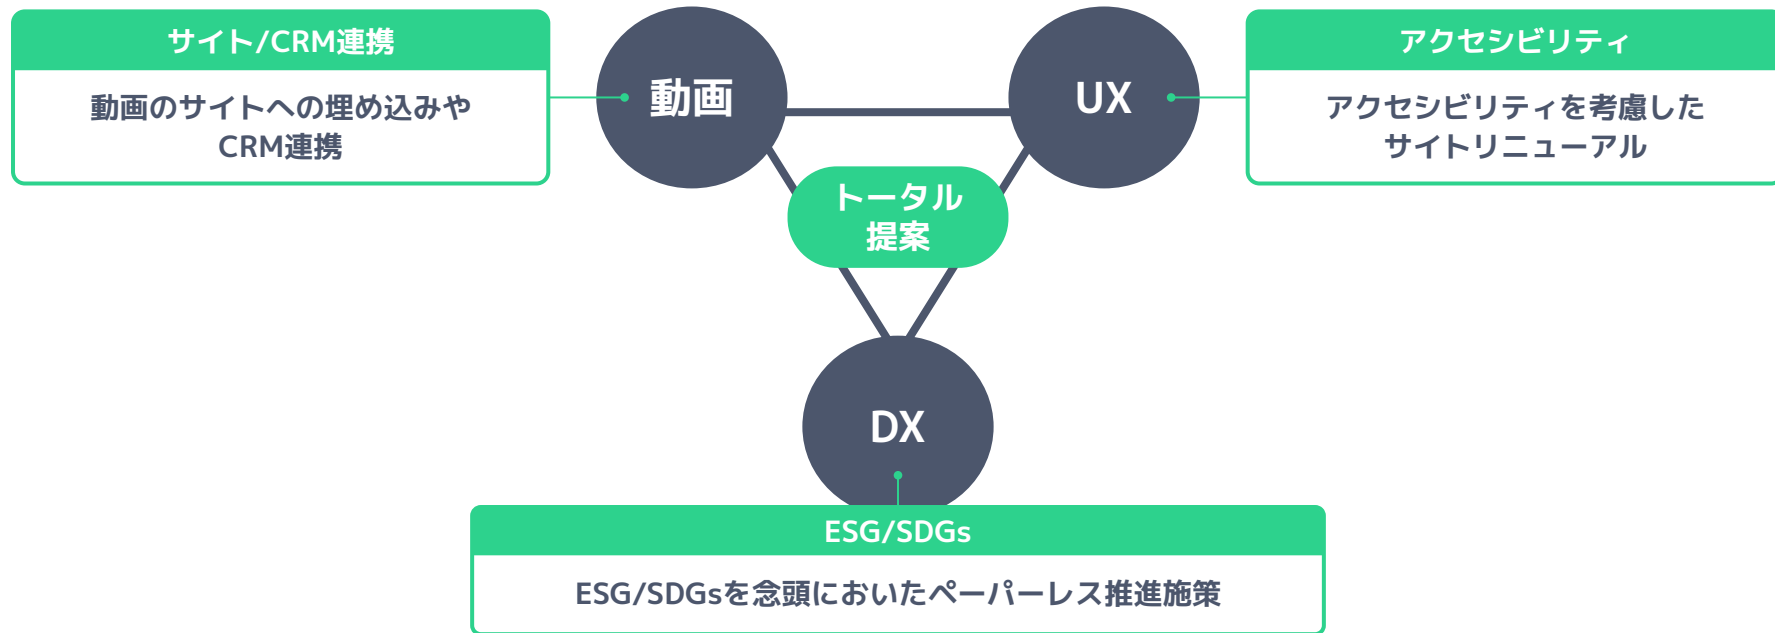 サイト/CRM連携
動画のサイトへの埋め込みや
CRM連携
動画
UX
アクセシビリティ
アクセシビリティを考慮した
サイトリニューアル
トータル
提案
DX
ESG/SDGs
ESG/SDGsを念頭においたペーパーレス推進施策